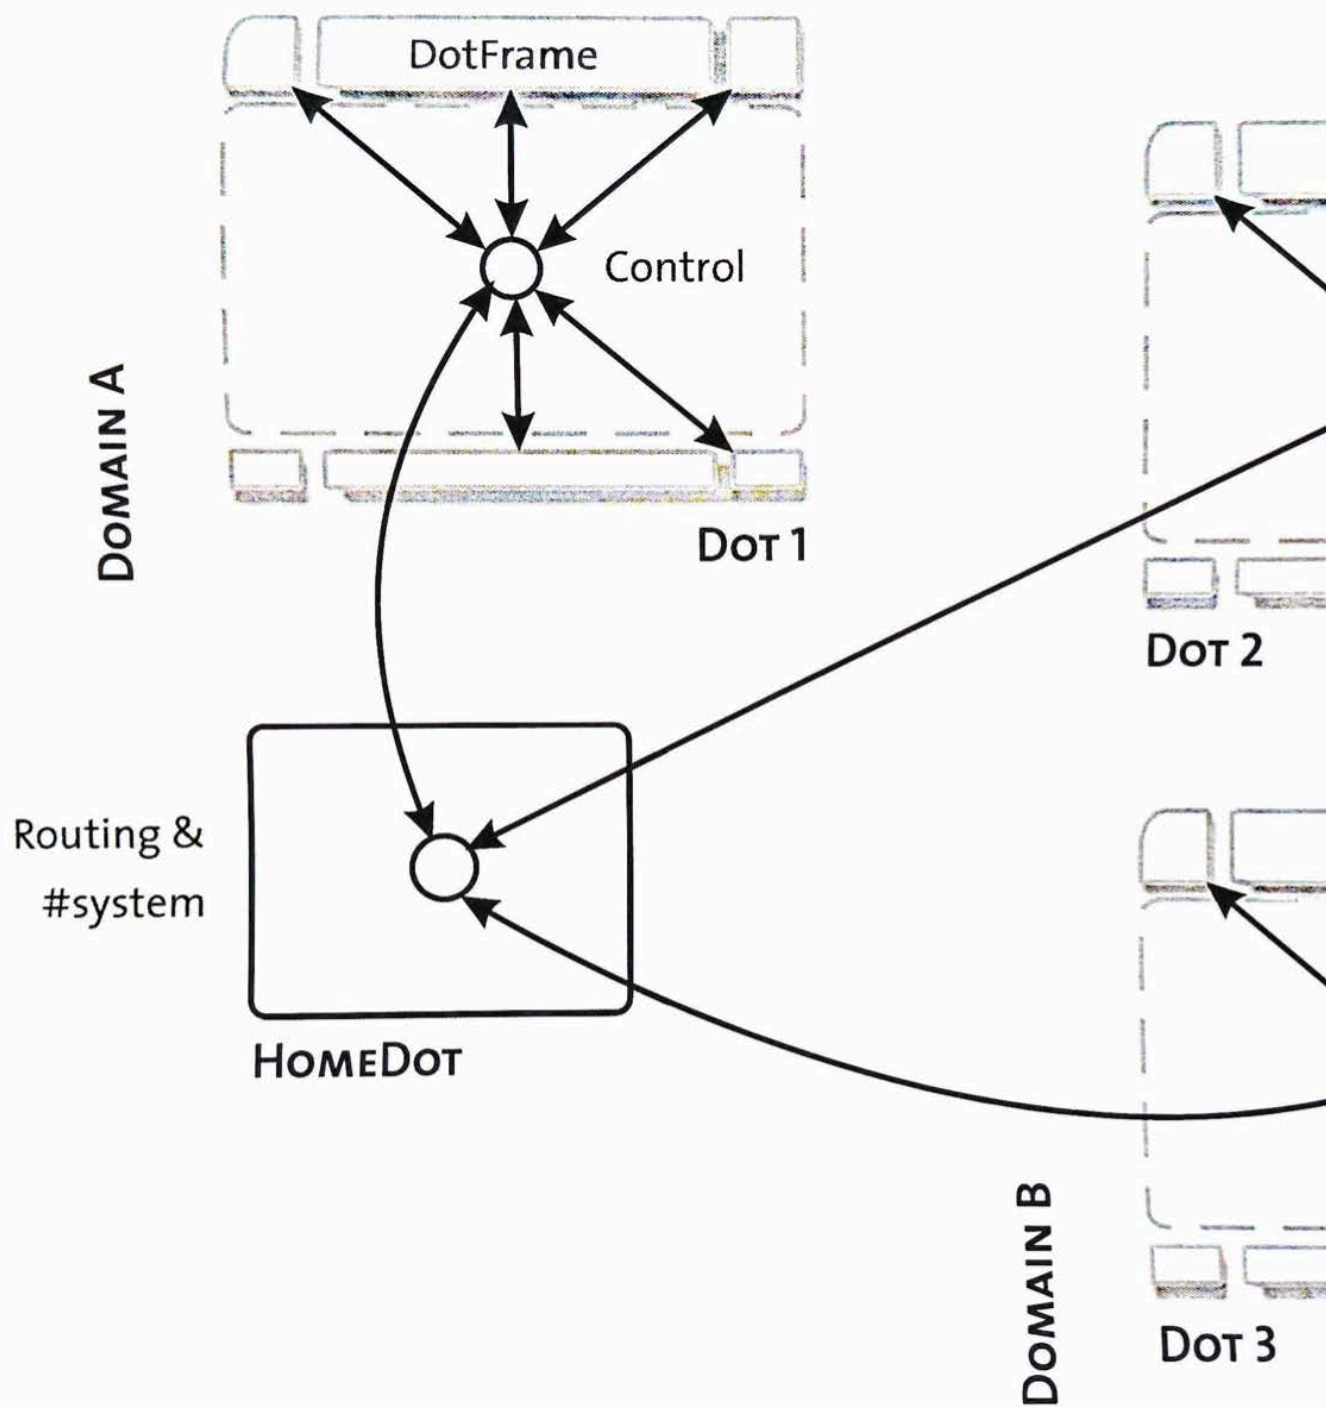 DotFrame
Control
DOMAIN A
DOT 1
DOT 2
Routing &
#system
HOMEDOT
DOMAIN B
DOT 3